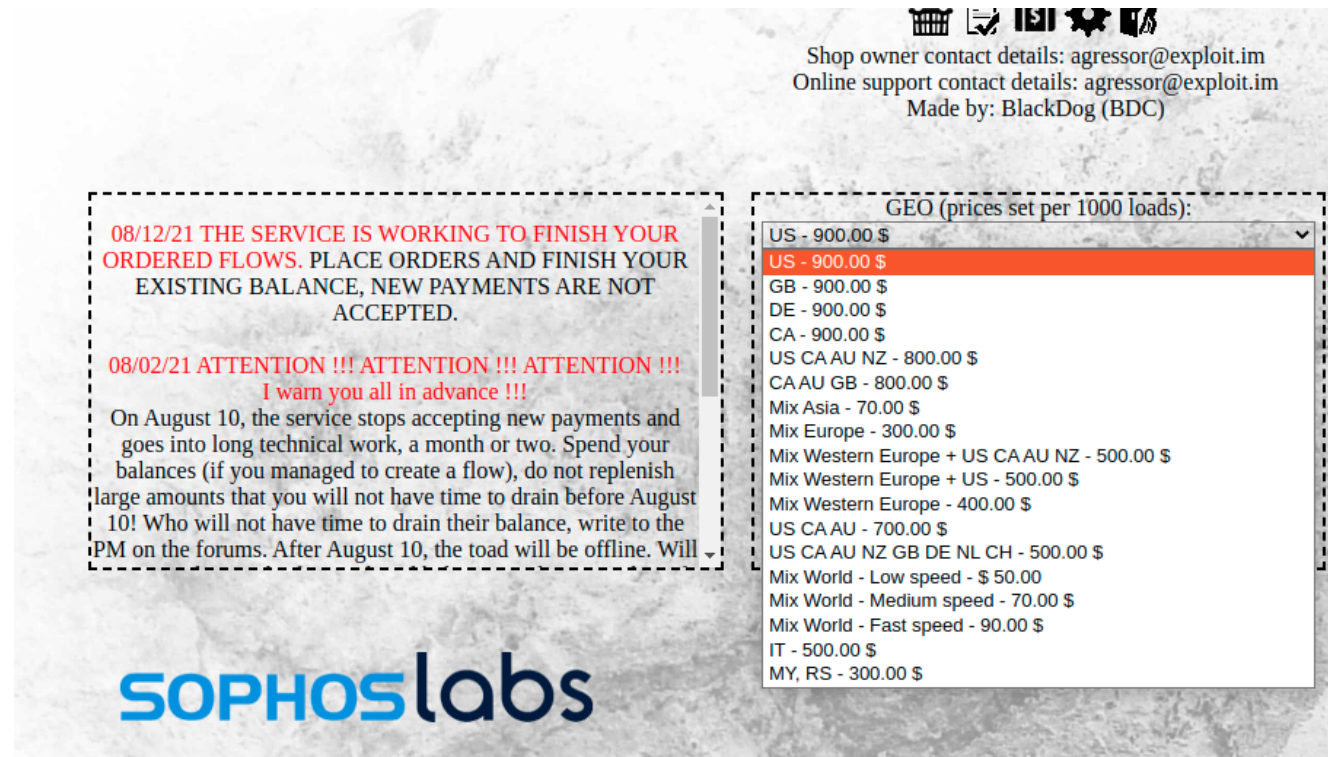 Shop owner contact details: agressor@exploit.im
Online support contact details: agressor@exploit.im
Made by: BlackDog (BDC)
08/12/21 THE SERVICE IS WORKING TO FINISH YOUR
ORDERED FLOWS. PLACE ORDERS AND FINISH YOUR
EXISTING BALANCE, NEW PAYMENTS ARE NOT
ACCEPTED.
08/02/21 ATTENTION !!! ATTENTION !!! ATTENTION !!!
I warn you all in advance !!!
On August 10, the service stops accepting new payments and
goes into long technical work, a month or two. Spend your
balances (if you managed to create a flow), do not replenish
large amounts that you will not have time to drain before August
10! Who will not have time to drain their balance, write to the
PM on the forums. After August 10, the toad will be offline. Will
GEO (prices set per 1000 loads):
US - 900.00 $
US - 900.00 $
GB - 900.00 $
DE - 900.00 $
CA - 900.00 $
US CA AU NZ - 800.00 $
CA AU GB - 800.00 $
Mix Asia - 70.00 $
Mix Europe - 300.00 $
Mix Western Europe + US CA AU NZ - 500.00 $
Mix Western Europe + US - 500.00 $
Mix Western Europe - 400.00 $
US CA AU - 700.00 $
US CA AU NZ GB DE NL CH - 500.00 $
Mix World - Low speed - $ 50.00
Mix World - Medium speed - 70.00 $
Mix World - Fast speed - 90.00 $
IT - 500.00 $
MY, RS - 300.00 $
SOPHOSlabs